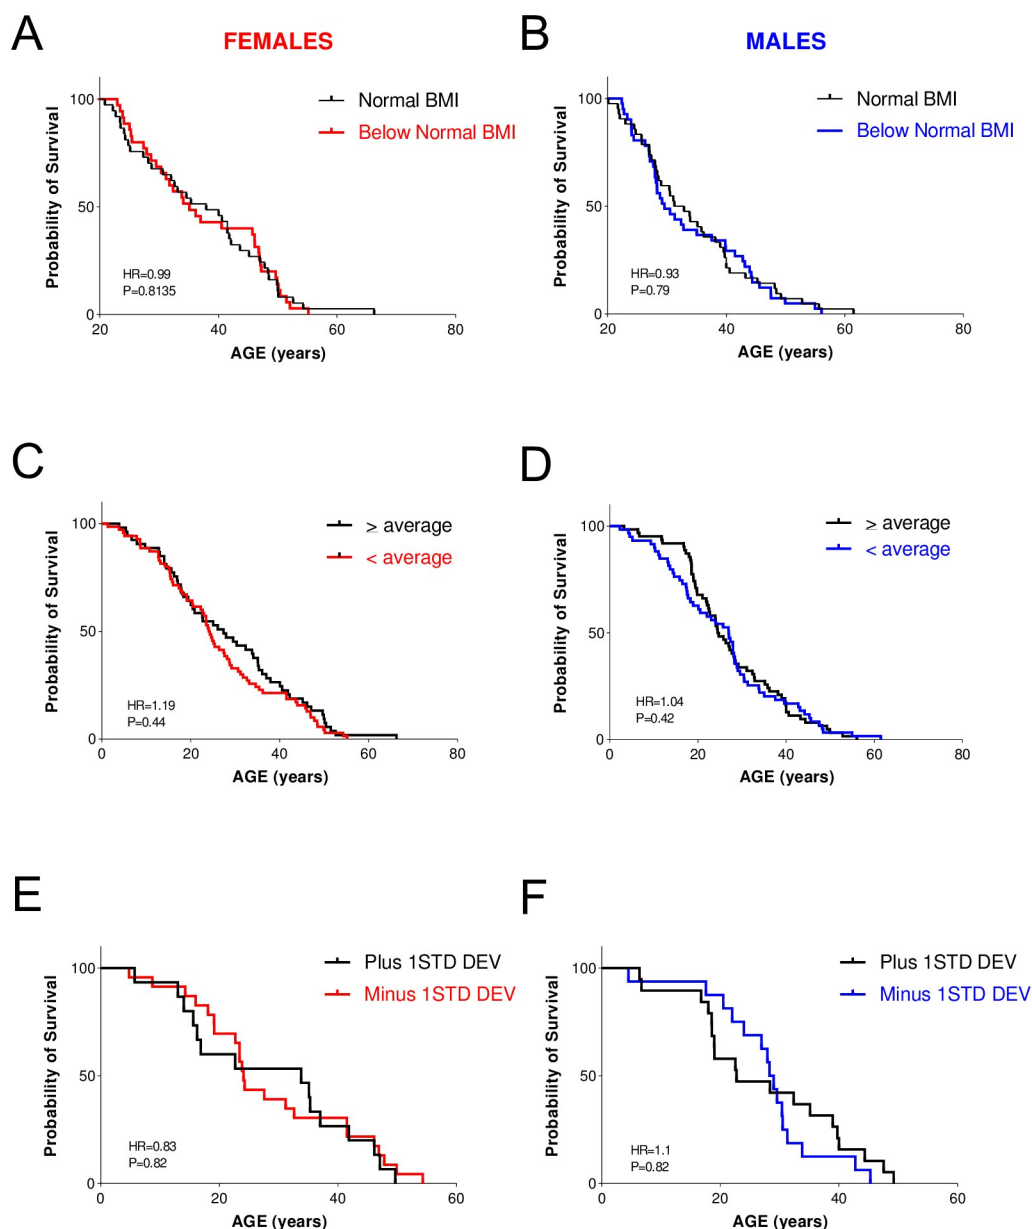 A
FEMALES
Normal BMI
Below Normal BMI
Probability of Survival
100
50
0
HR=0.99
P=0.8135
20 40 60 80
AGE (years)
B
MALES
Normal BMI
Below Normal BMI
Probability of Survival
100
50
0
HR=0.93
P=0.79
20 40 60 80
AGE (years)
C
≥ average
< average
Probability of Survival
100
50
0
HR=1.19
P=0.44
0 20 40 60 80
AGE (years)
D
≥ average
< average
Probability of Survival
100
50
0
HR=1.04
P=0.42
0 20 40 60 80
AGE (years)
E
Plus 1STD DEV
Minus 1STD DEV
Probability of Survival
100
50
0
HR=0.83
P=0.82
0 20 40 60
AGE (years)
F
Plus 1STD DEV
Minus 1STD DEV
Probability of Survival
100
50
0
HR=1.1
P=0.82
0 20 40 60
AGE (years)